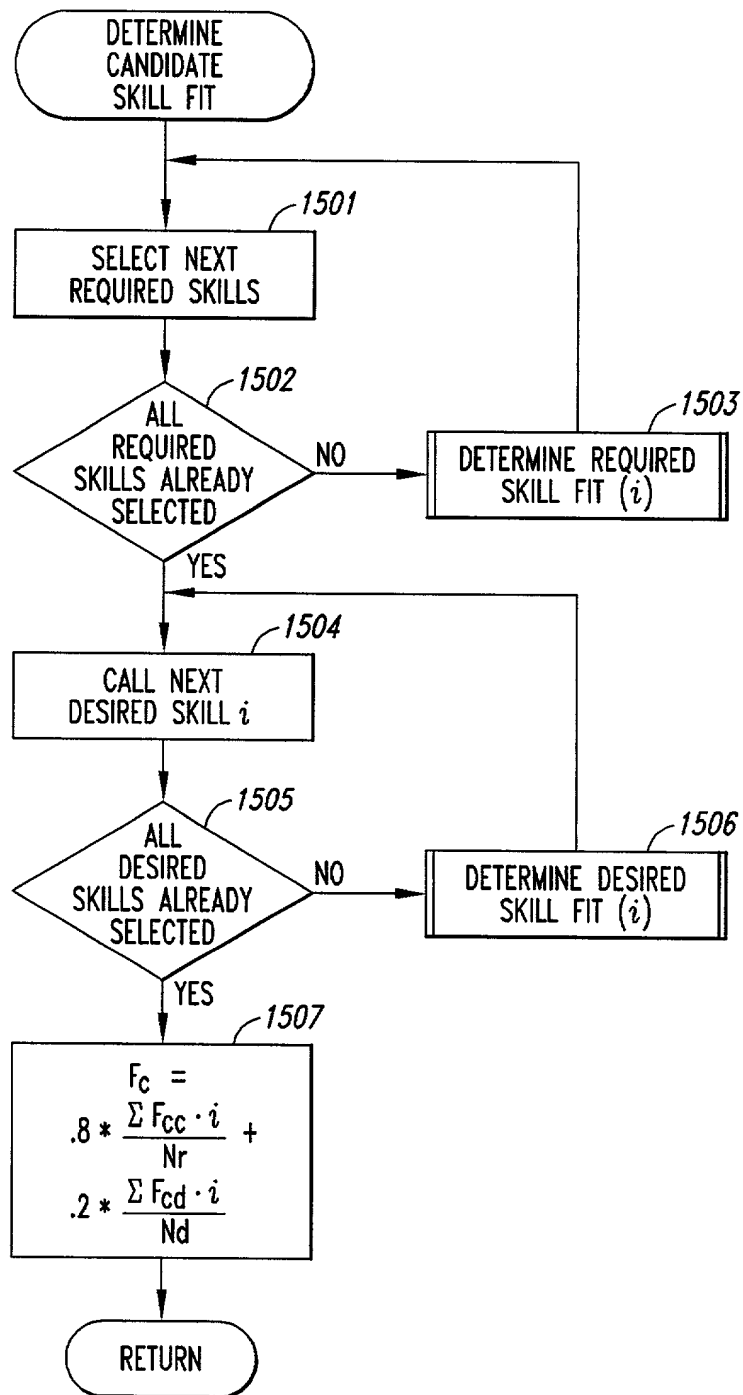 DETERMINE
CANDIDATE
SKILL FIT
1501
SELECT NEXT
REQUIRED SKILLS
1502
ALL
REQUIRED
SKILLS ALREADY
SELECTED
NO
1503
DETERMINE REQUIRED
SKILL FIT (i)
YES
1504
CALL NEXT
DESIRED SKILL i
1505
ALL
DESIRED
SKILLS ALREADY
SELECTED
NO
1506
DETERMINE DESIRED
SKILL FIT (i)
YES
1507
Fc =
.8 * Σ Fcc · i / Nr +
.2 * Σ Fcd · i / Nd
RETURN